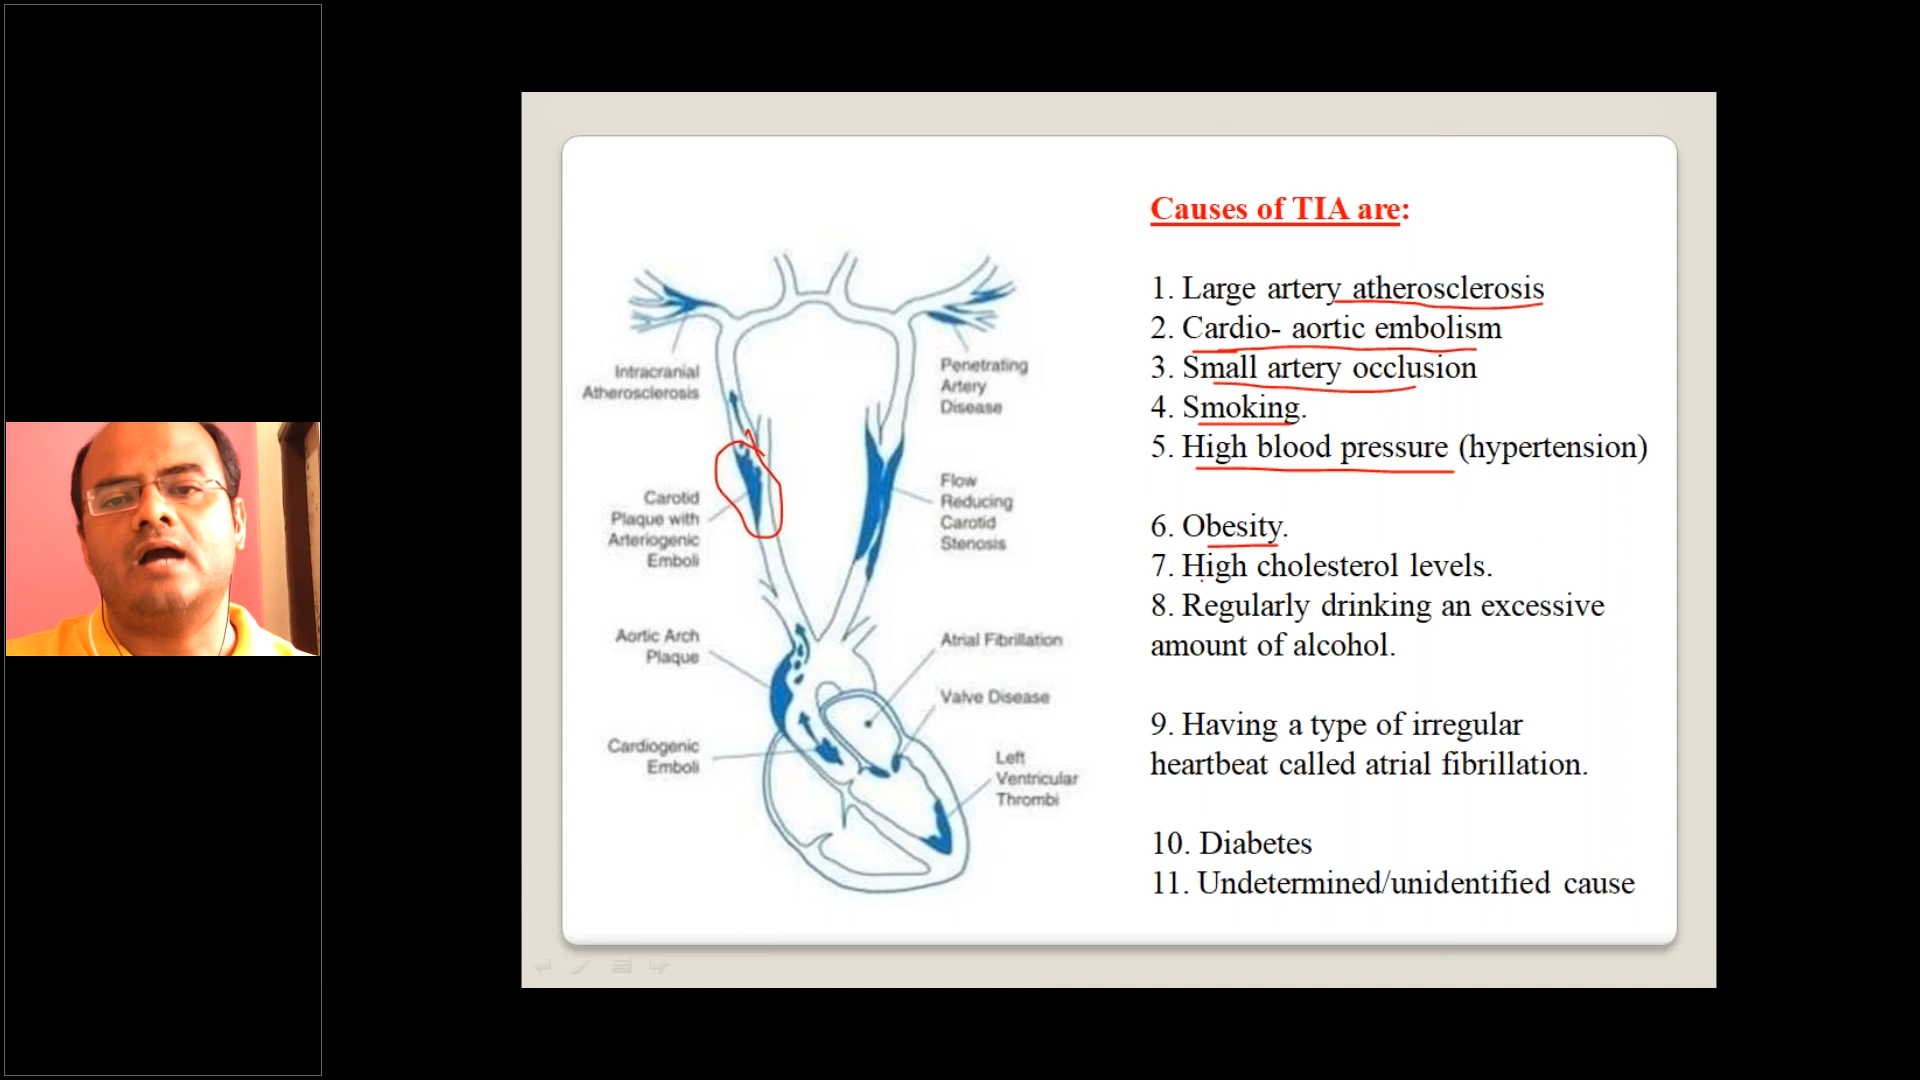 Causes of TIA are:
1. Large artery atherosclerosis
2. Cardio- aortic embolism
3. Small artery occlusion
4. Smoking.
5. High blood pressure (hypertension)
6. Obesity.
7. High cholesterol levels.
8. Regularly drinking an excessive
amount of alcohol.
9. Having a type of irregular
heartbeat called atrial fibrillation.
10. Diabetes
11. Undetermined/unidentified cause
Intracranial
Atherosclerosis
Penetrating
Artery
Disease
Carotid
Plaque with
Arteriogenic
Emboli
Flow
Reducing
Carotid
Stenosis
Aortic Arch
Plaque
Atrial Fibrillation
Valve Disease
Cardiogenic
Emboli
Left
Ventricular
Thrombi